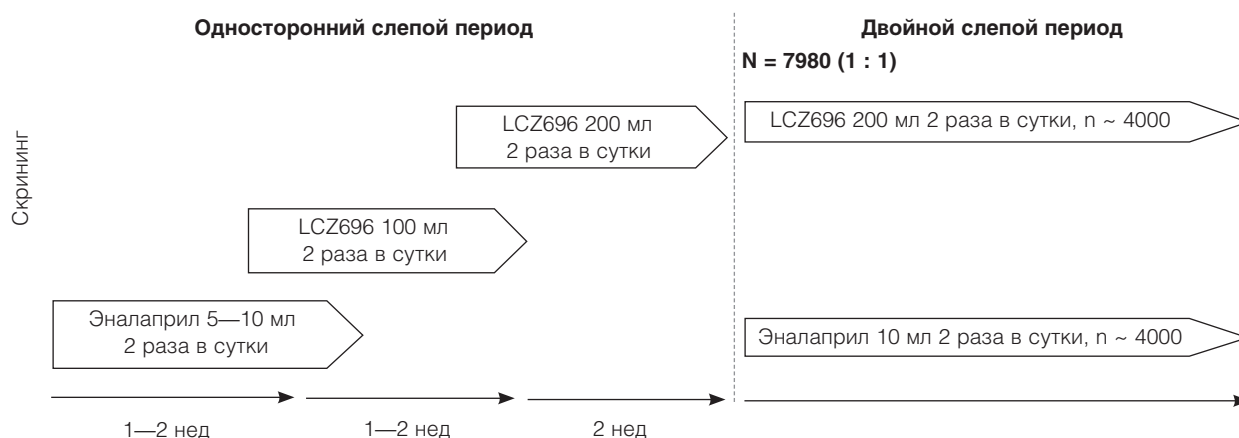 Односторонний слепой период
Двойной слепой период
N = 7980 (1 : 1)
Скрининг
LCZ696 200 мл
2 раза в сутки
LCZ696 200 мл 2 раза в сутки, n ~ 4000
LCZ696 100 мл
2 раза в сутки
Эналаприл 5—10 мл
2 раза в сутки
Эналаприл 10 мл 2 раза в сутки, n ~ 4000
1—2 нед
1—2 нед
2 нед